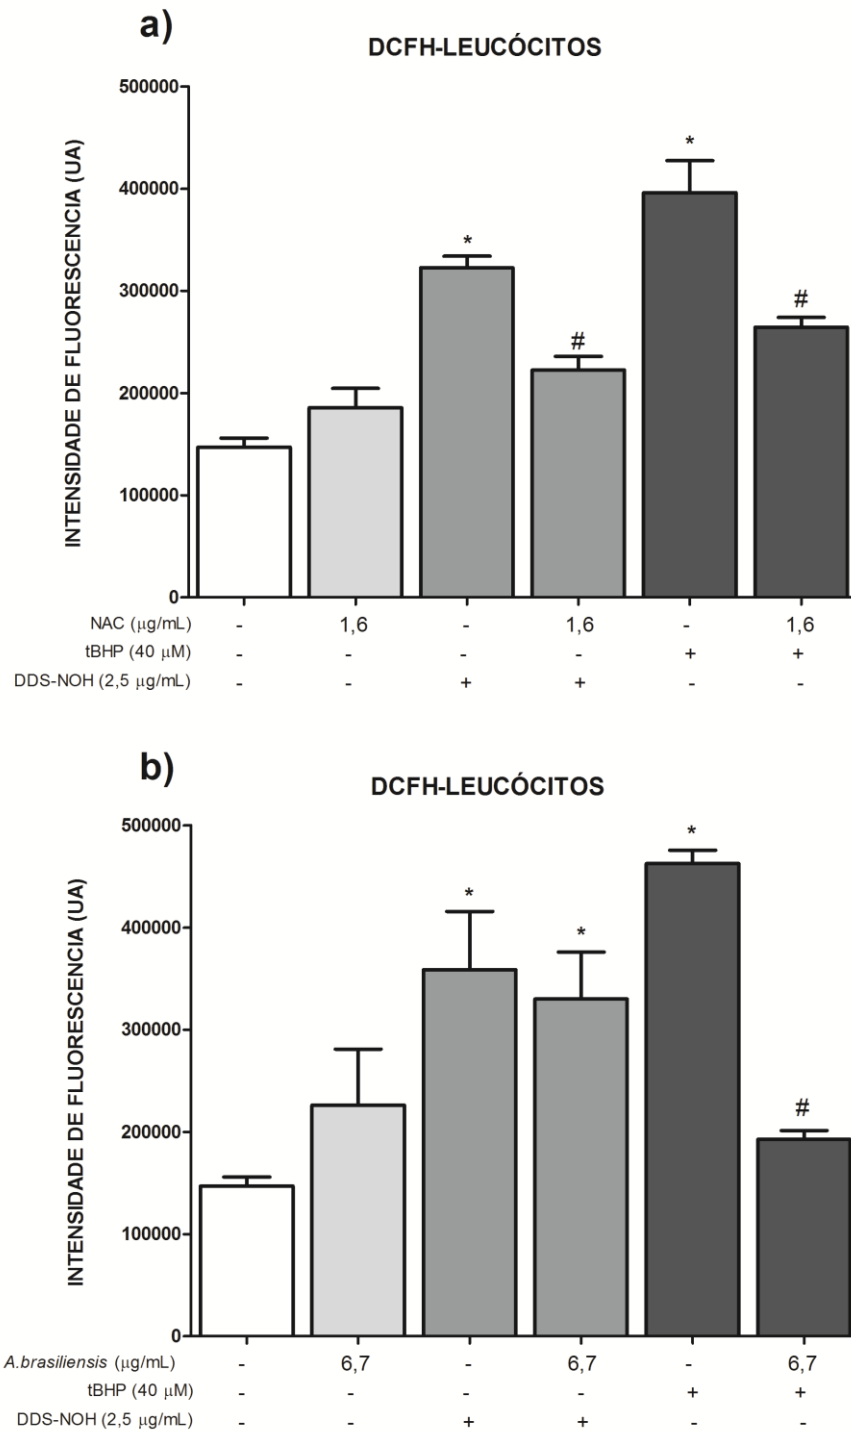 a)
DCFH-LEUCÓCITOS
INTENSIDADE DE FLUORESCENCIA (UA)
500000
*
400000
*
#
300000
#
200000
100000
0
NAC (μg/mL) - 1,6 - 1,6 - 1,6
tBHP (40 μM) - - - - + +
DDS-NOH (2,5 μg/mL) - - + + - -
b)
DCFH-LEUCÓCITOS
INTENSIDADE DE FLUORESCENCIA (UA)
500000
*
*
400000
*
300000
#
200000
100000
0
A.brasiliensis (μg/mL) - 6,7 - 6,7 - 6,7
tBHP (40 μM) - - - - + +
DDS-NOH (2,5 μg/mL) - - + + - -